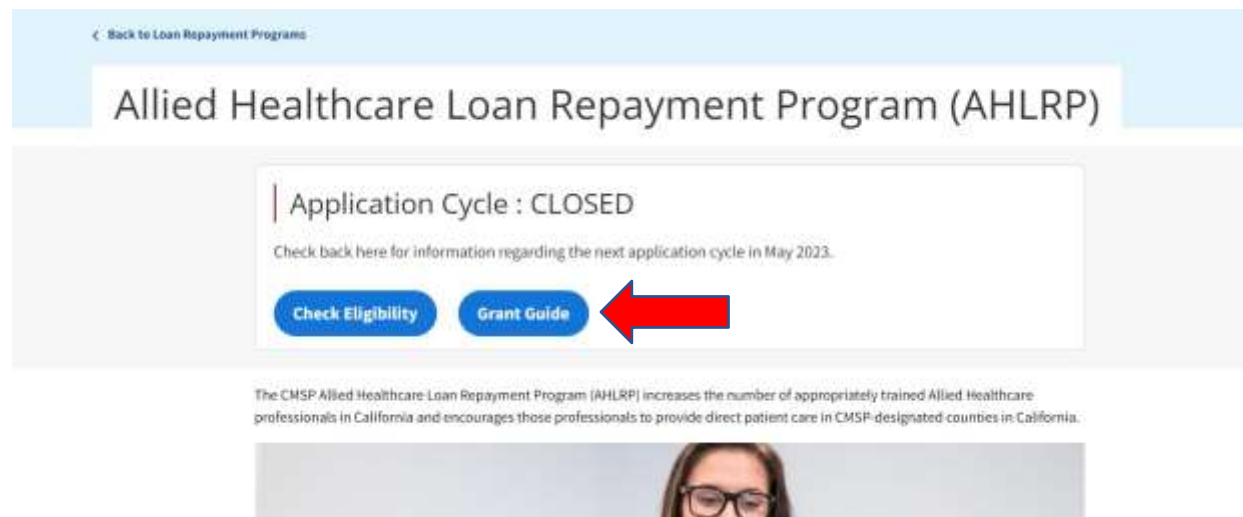 Back to Loan Repayment Programs
Allied Healthcare Loan Repayment Program (AHLRP)
Application Cycle : CLOSED
Check back here for information regarding the next application cycle in May 2023.
Check Eligibility
Grant Guide
The CMSP Allied Healthcare Loan Repayment Program (AHLRP) increases the number of appropriately trained Allied Healthcare
professionals in California and encourages those professionals to provide direct patient care in CMSP-designated counties in California.